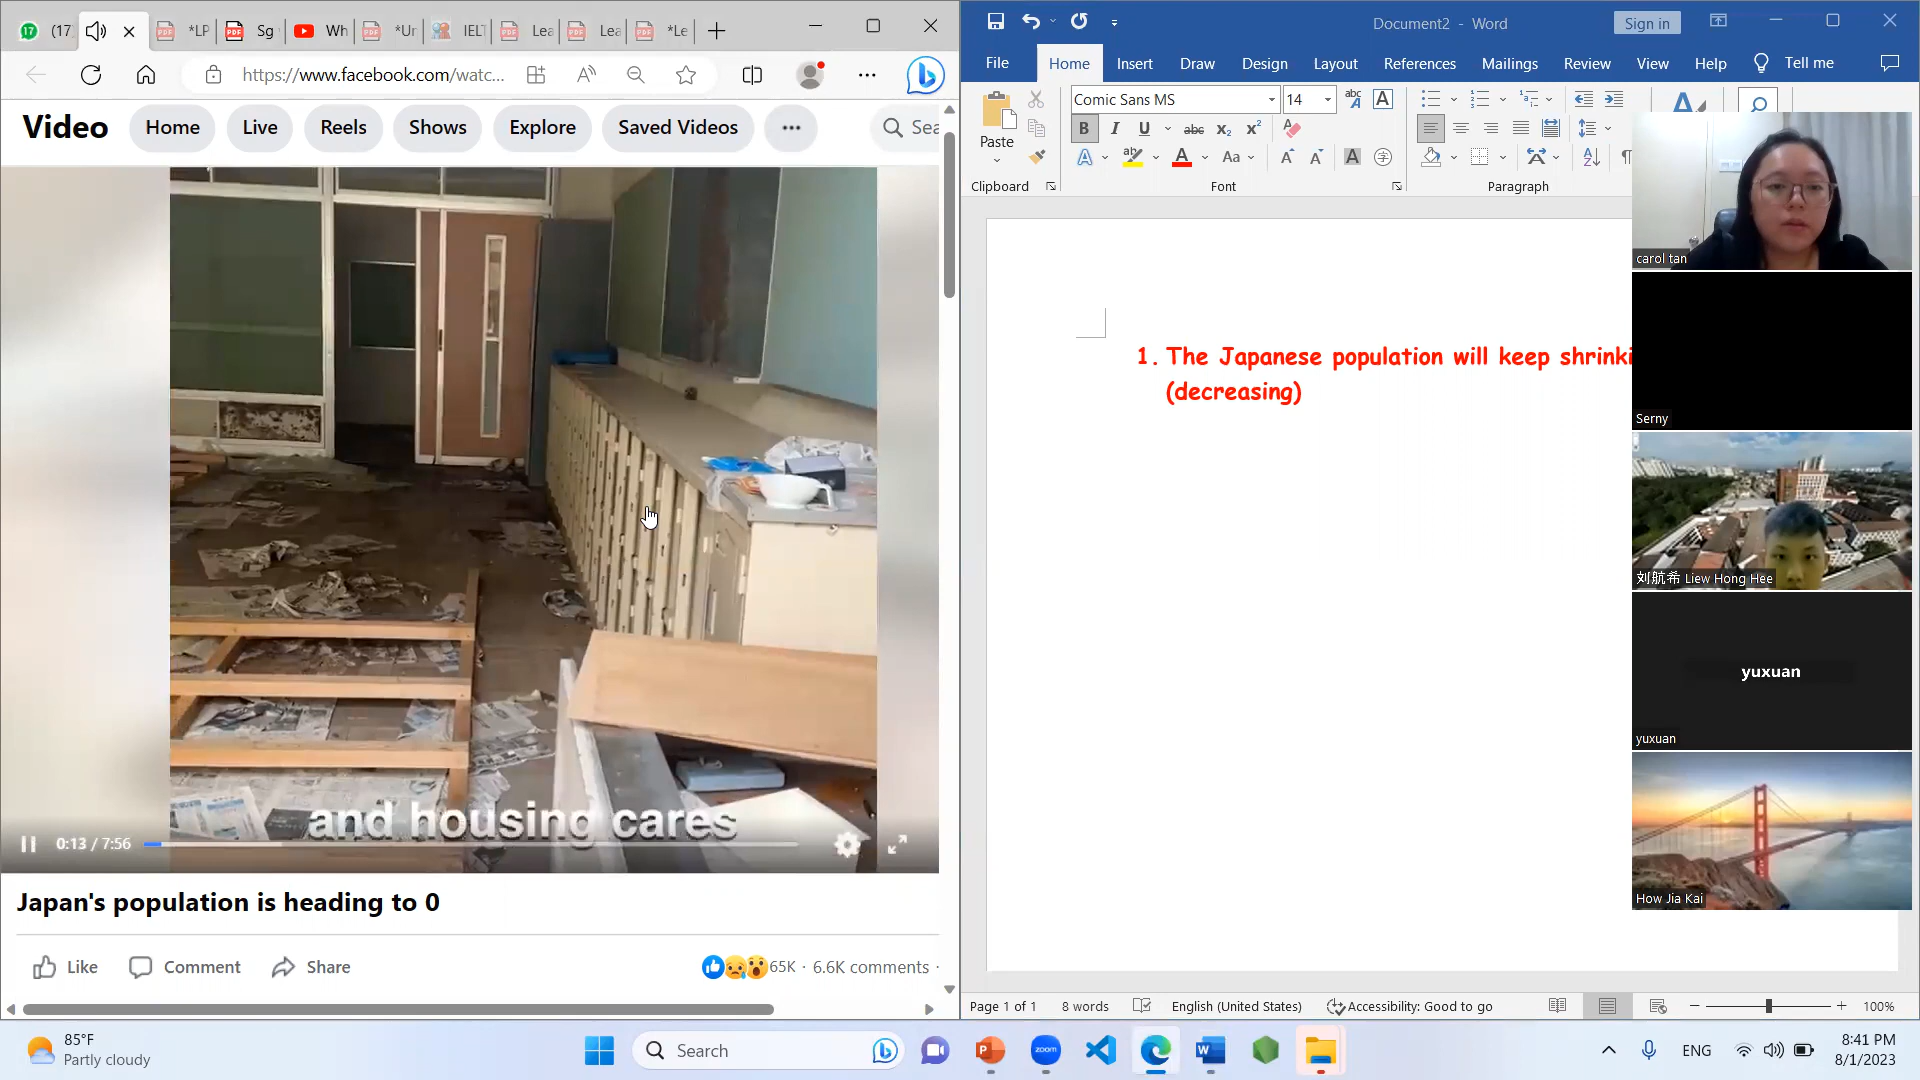 (17
*LP
Sg
Wh
*Ur
IEL
Lea
Lea
*Le
https://www.facebook.com/watc...
Video
Home
Live
Reels
Shows
Explore
Saved Videos
Sea
and housing cares
0:13 / 7:56
Japan's population is heading to 0
Like
Comment
Share
65K · 6.6K comments ·
Document2 - Word
Sign in
File
Home
Insert
Draw
Design
Layout
References
Mailings
Review
View
Help
Tell me
Paste
Clipboard
Comic Sans MS
14
Font
Paragraph
1. The Japanese population will keep shrinki
(decreasing)
carol tan
Serny
刘航希 Liew Hong Hee
yuxuan
yuxuan
How Jia Kai
Page 1 of 1
8 words
English (United States)
Accessibility: Good to go
100%
85°F
Partly cloudy
Search
zoom
ENG
8:41 PM
8/1/2023